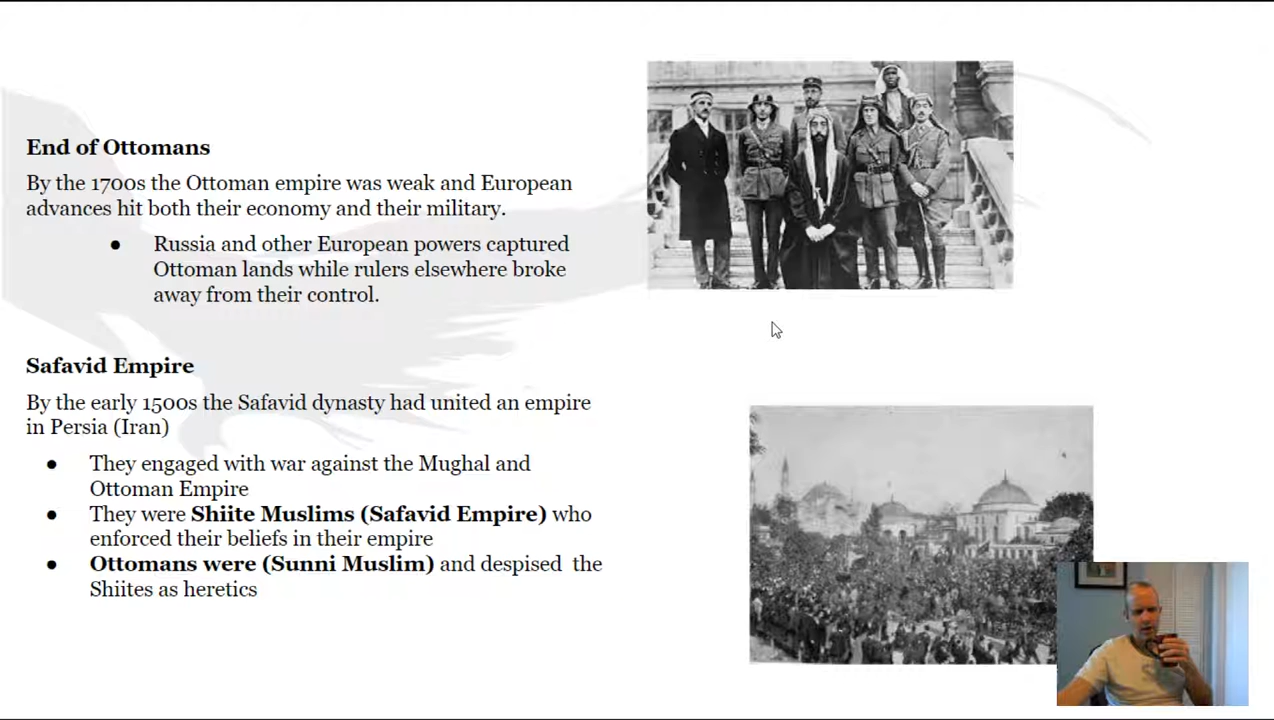 End of Ottomans
By the 1700s the Ottoman empire was weak and European
advances hit both their economy and their military.
● Russia and other European powers captured
Ottoman lands while rulers elsewhere broke
away from their control.
Safavid Empire
By the early 1500s the Safavid dynasty had united an empire
in Persia (Iran)
● They engaged with war against the Mughal and
Ottoman Empire
● They were Shiite Muslims (Safavid Empire) who
enforced their beliefs in their empire
● Ottomans were (Sunni Muslim) and despised the
Shiites as heretics